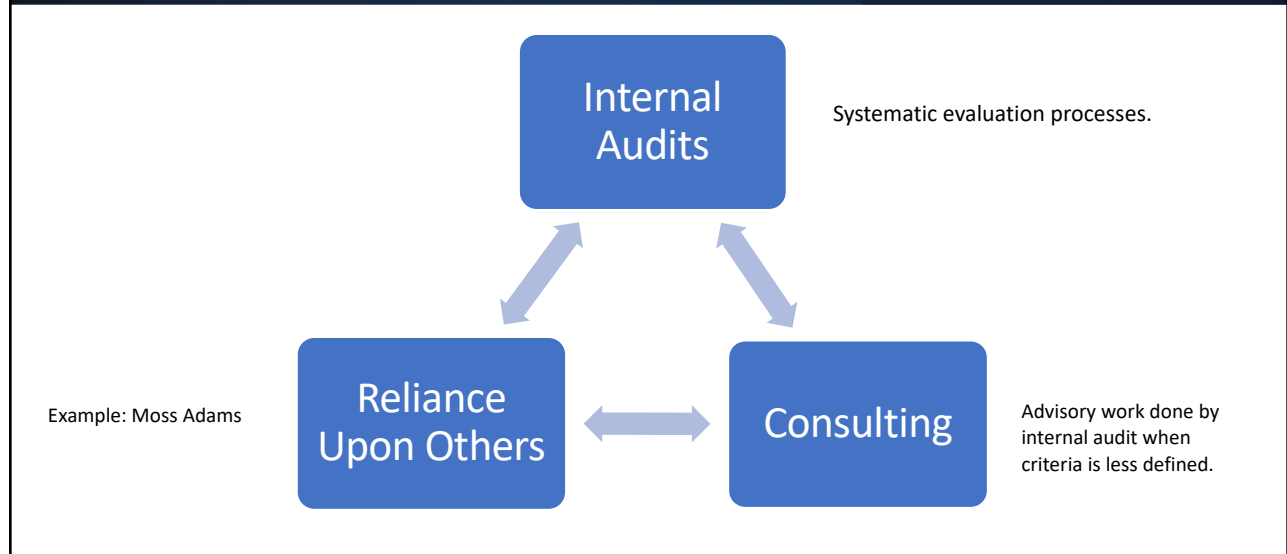 Internal
Audits
Systematic evaluation processes.
Example: Moss Adams
Reliance
Upon Others
Consulting
Advisory work done by
internal audit when
criteria is less defined.